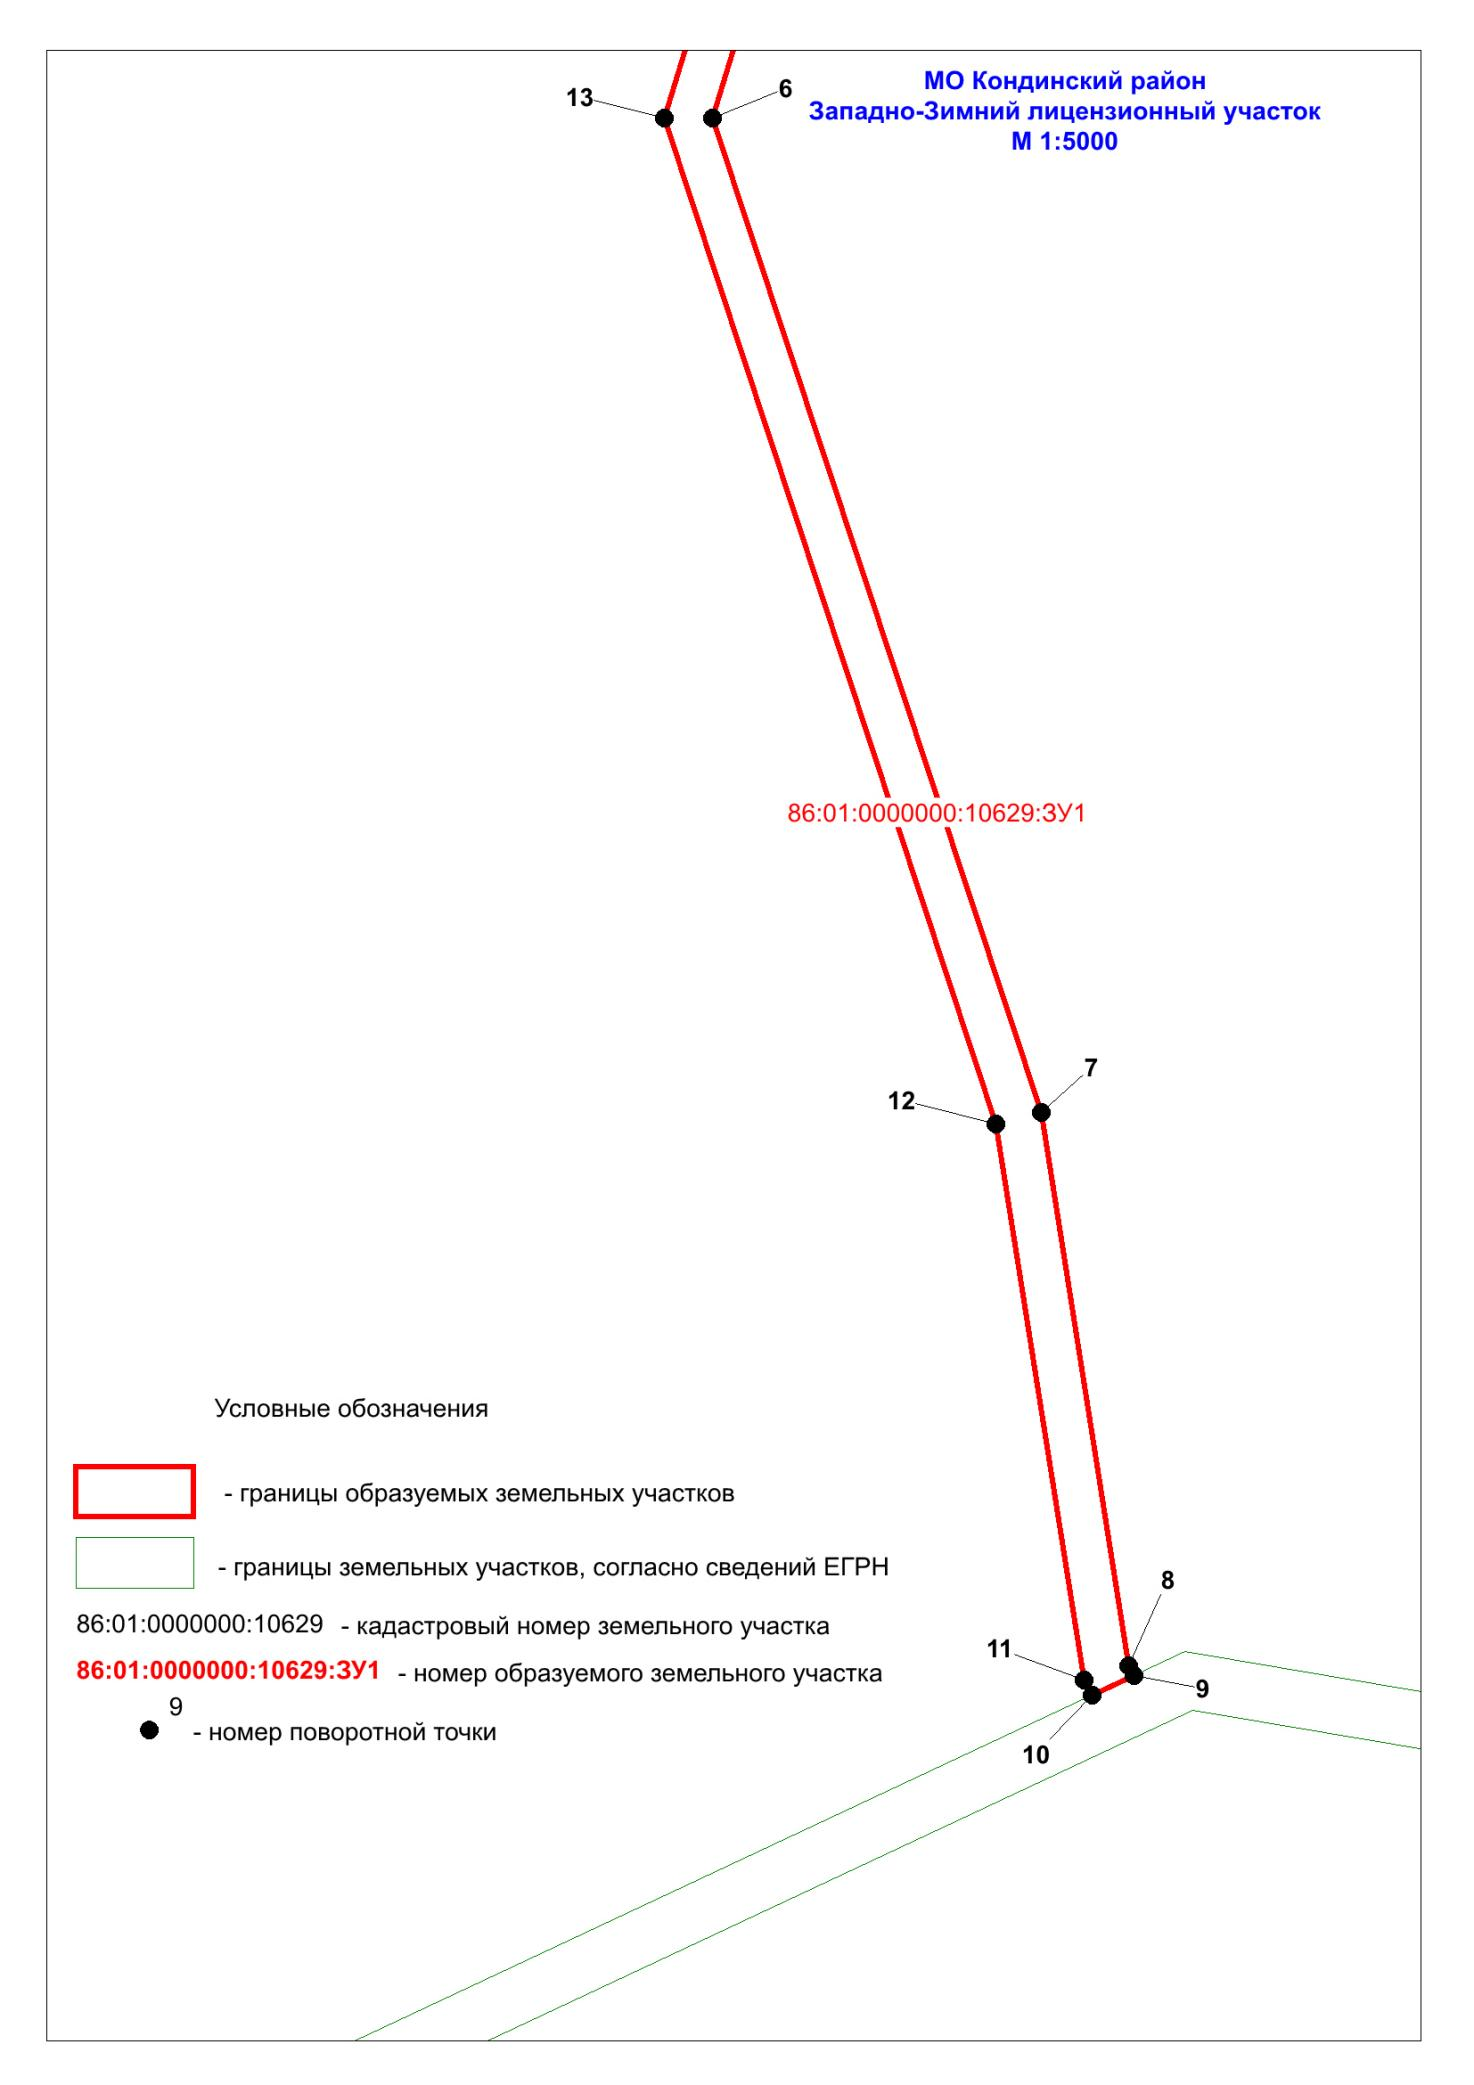 МО Кондинский район
Западно-Зимний лицензионный участок
М 1:5000
13
6
86:01:0000000:10629:ЗУ1
7
12
8
11
9
10
Условные обозначения
- границы образуемых земельных участков
- границы земельных участков, согласно сведений ЕГРН
86:01:0000000:10629 - кадастровый номер земельного участка
86:01:0000000:10629:ЗУ1 - номер образуемого земельного участка
9
- номер поворотной точки